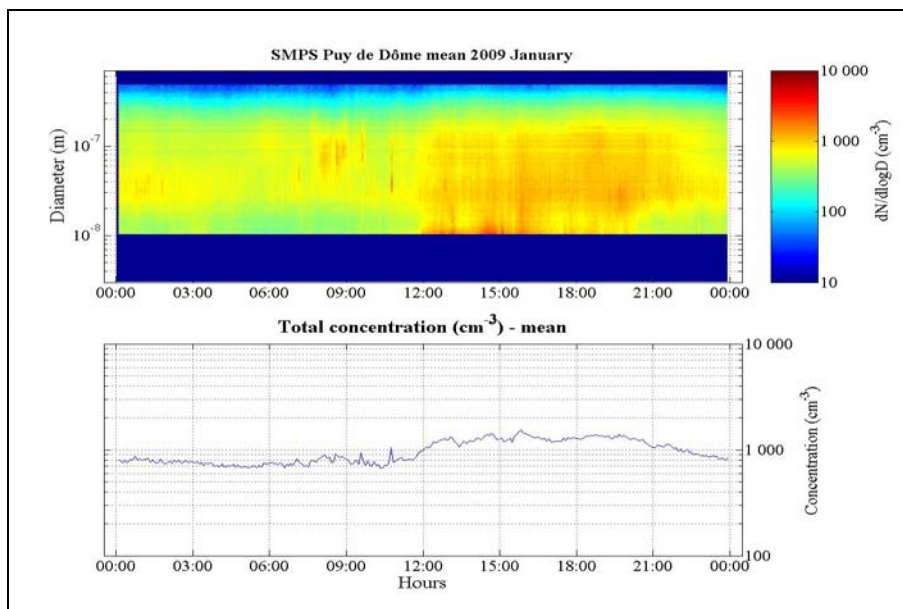 SMPS Puy de Dôme mean 2009 January
Diameter (m)
10⁻⁷
10⁻⁸
00:00 03:00 06:00 09:00 12:00 15:00 18:00 21:00 00:00
10 000
1 000
100
10
dN/dlogD (cm⁻³)
Total concentration (cm⁻³) - mean
10 000
1 000
100
Concentration (cm⁻³)
00:00 03:00 06:00 09:00 12:00 15:00 18:00 21:00 00:00
Hours